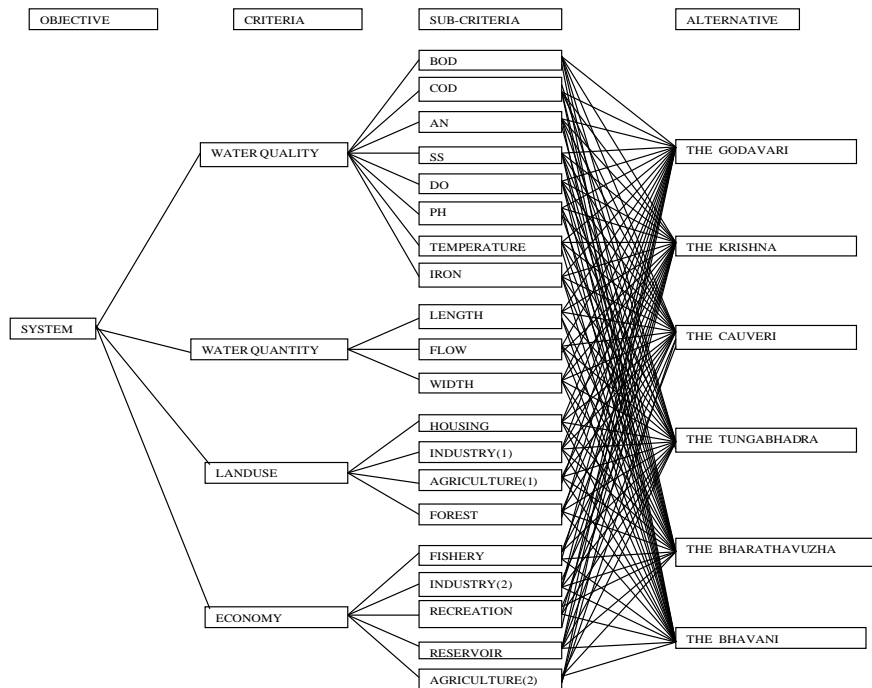 OBJECTIVE
CRITERIA
SUB-CRITERIA
ALTERNATIVE
SYSTEM
WATER QUALITY
WATER QUANTITY
LANDUSE
ECONOMY
BOD
COD
AN
SS
DO
PH
TEMPERATURE
IRON
LENGTH
FLOW
WIDTH
HOUSING
INDUSTRY(1)
AGRICULTURE(1)
FOREST
FISHERY
INDUSTRY(2)
RECREATION
RESERVOIR
AGRICULTURE(2)
THE GODAVARI
THE KRISHNA
THE CAUVERI
THE TUNGABHADRA
THE BHARATHAVUZHA
THE BHAVANI